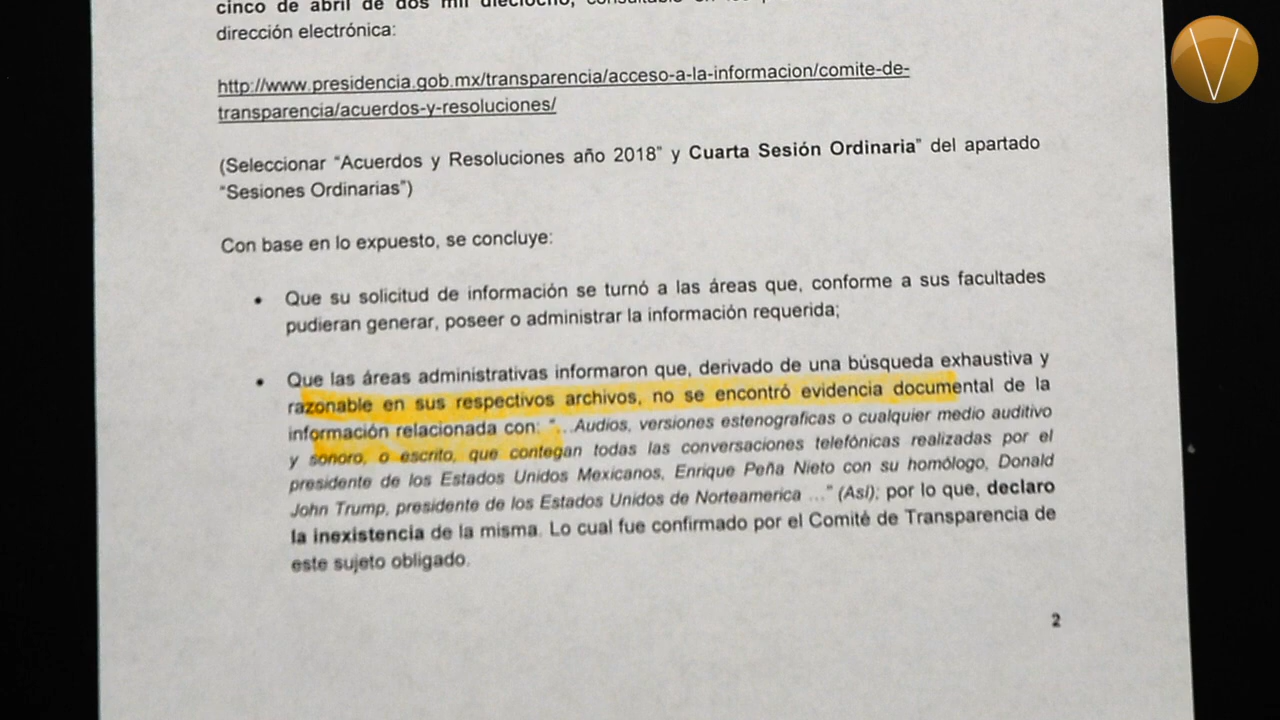 cinco de abril de dos mil dieciocho,
dirección electrónica:
http://www.presidencia.gob.mx/transparencia/acceso-a-la-informacion/comite-de-
transparencia/acuerdos-y-resoluciones/
(Seleccionar “Acuerdos y Resoluciones año 2018” y Cuarta Sesión Ordinaria” del apartado
“Sesiones Ordinarias”)
Con base en lo expuesto, se concluye:
• Que su solicitud de información se turnó a las áreas que, conforme a sus facultades
pudieran generar, poseer o administrar la información requerida;
• Que las áreas administrativas informaron que, derivado de una búsqueda exhaustiva y
razonable en sus respectivos archivos, no se encontró evidencia documental de la
información relacionada con: “…Audios, versiones estenograficas o cualquier medio auditivo
y sonoro, o escrito, que contegan todas las conversaciones telefónicas realizadas por el
presidente de los Estados Unidos Mexicanos, Enrique Peña Nieto con su homólogo, Donald
John Trump, presidente de los Estados Unidos de Norteamerica …” (Así); por lo que, declaro
la inexistencia de la misma. Lo cual fue confirmado por el Comité de Transparencia de
este sujeto obligado.
2
V